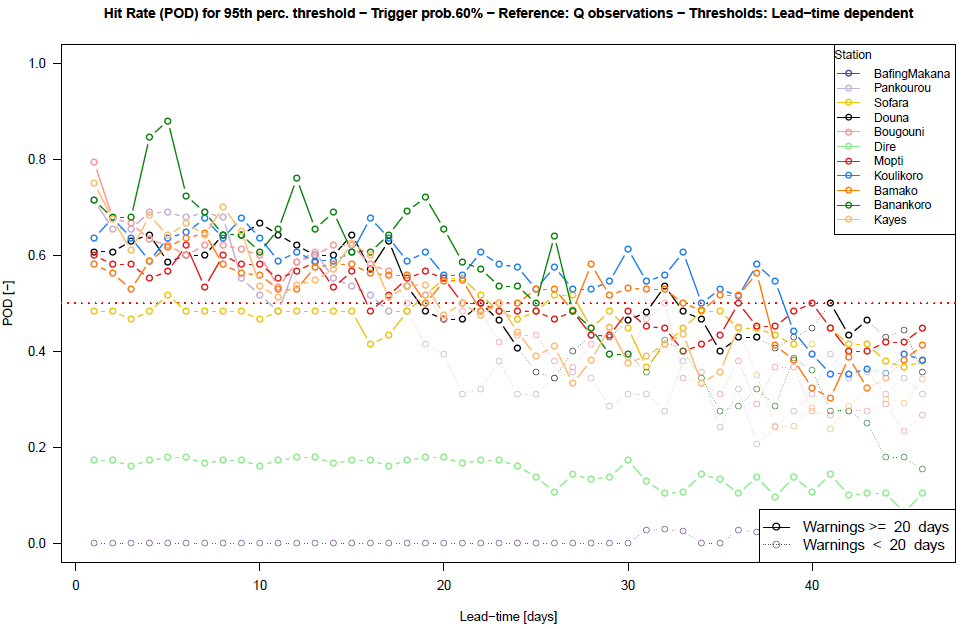 Hit Rate (POD) for 95th perc. threshold − Trigger prob.60% − Reference: Q observations − Thresholds: Lead−time dependent
Station
BafingMakana
Pankourou
Sofara
Douna
Bougouni
Dire
Mopti
Koulikoro
Bamako
Banankoro
Kayes
POD [−]
1.0
0.8
0.6
0.4
0.2
0.0
Warnings >= 20 days
Warnings < 20 days
0
10
20
30
40
Lead−time [days]